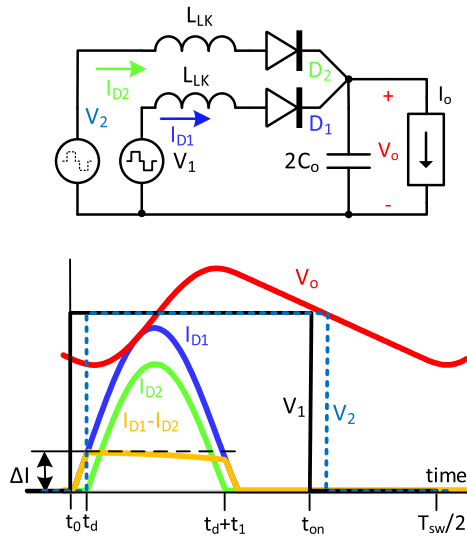 L_LK
D_2
I_D2
L_LK
I_o
V_2
I_D1
D_1
+
V_1
2C_o
V_o
-
V_o
I_D1
I_D2
I_D1-I_D2
V_1
V_2
ΔI
time
t_0 t_d t_d+t_1 t_on T_sw/2